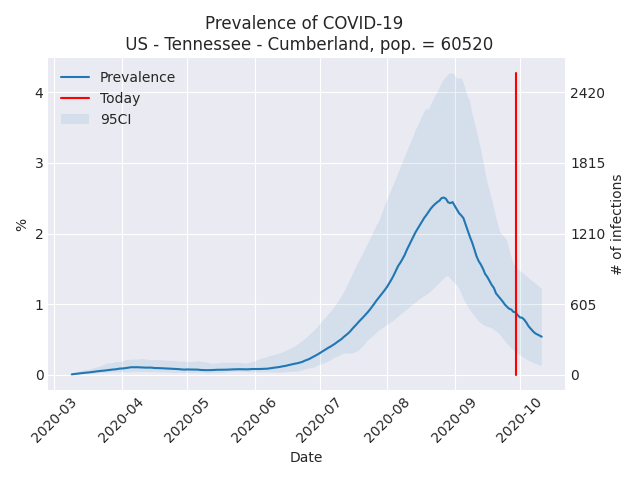 Prevalence of COVID-19
US - Tennessee - Cumberland, pop. = 60520
Prevalence
Today
95CI
%
4
3
2
1
0
2420
1815
1210
605
0
# of infections
2020-03
2020-04
2020-05
2020-06
2020-07
2020-08
2020-09
2020-10
Date